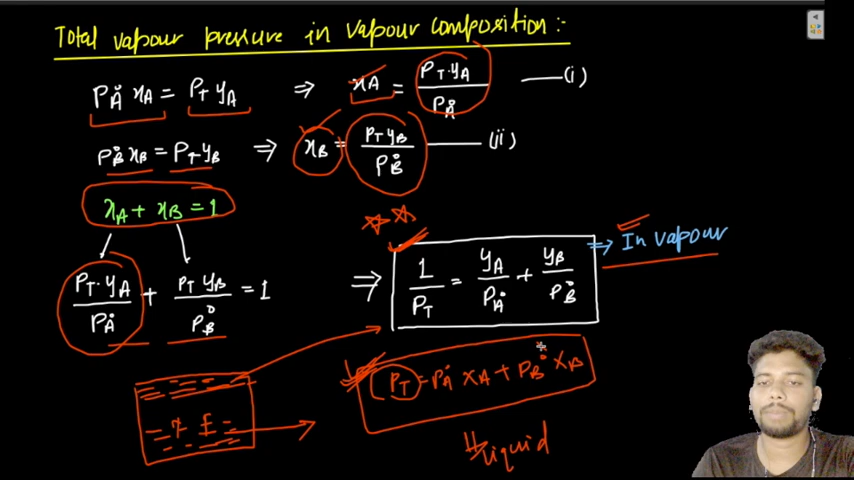 Total vapour pressure in vapour composition :-
P°A xA = PT yA ⇒ xA = PT·yA / P°A —(i)
P°B xB = PT yB ⇒ xB = PT yB / P°B —(ii)
xA + xB = 1
PT·yA / P°A + PT yB / P°B = 1 ⇒ 1 / PT = yA / P°A + yB / P°B ⇒ In vapour
PT = P°A XA + P°B XB
liquid